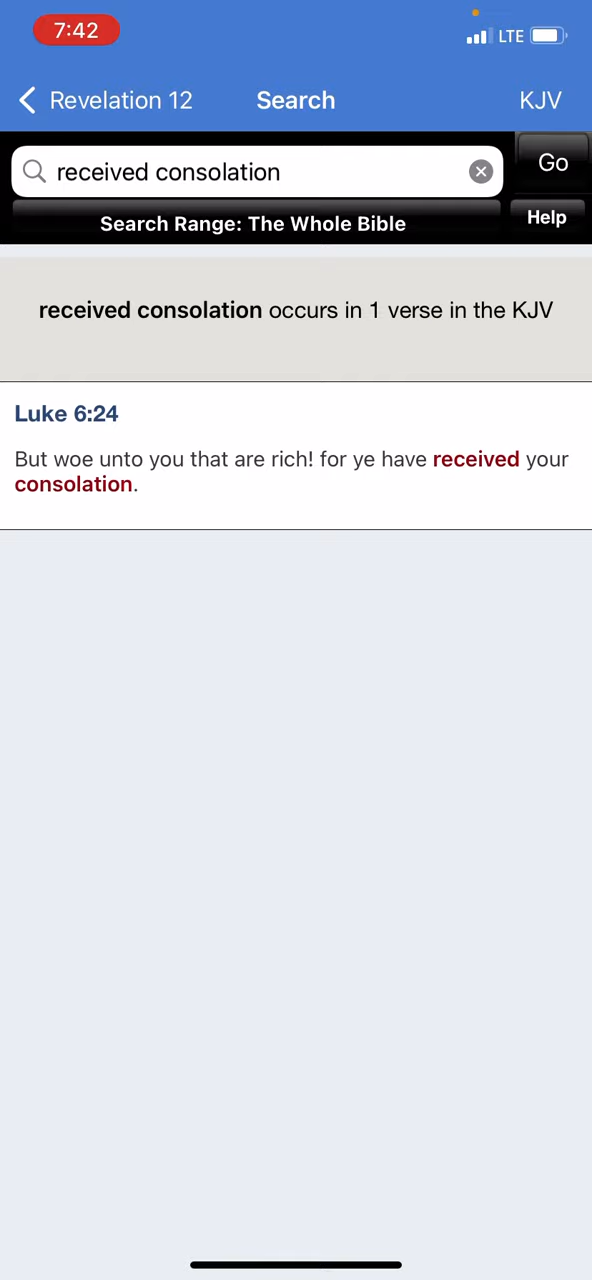 7:42
LTE
Revelation 12
Search
KJV
received consolation
Go
Search Range: The Whole Bible
Help
received consolation occurs in 1 verse in the KJV
Luke 6:24
But woe unto you that are rich! for ye have received your
consolation.